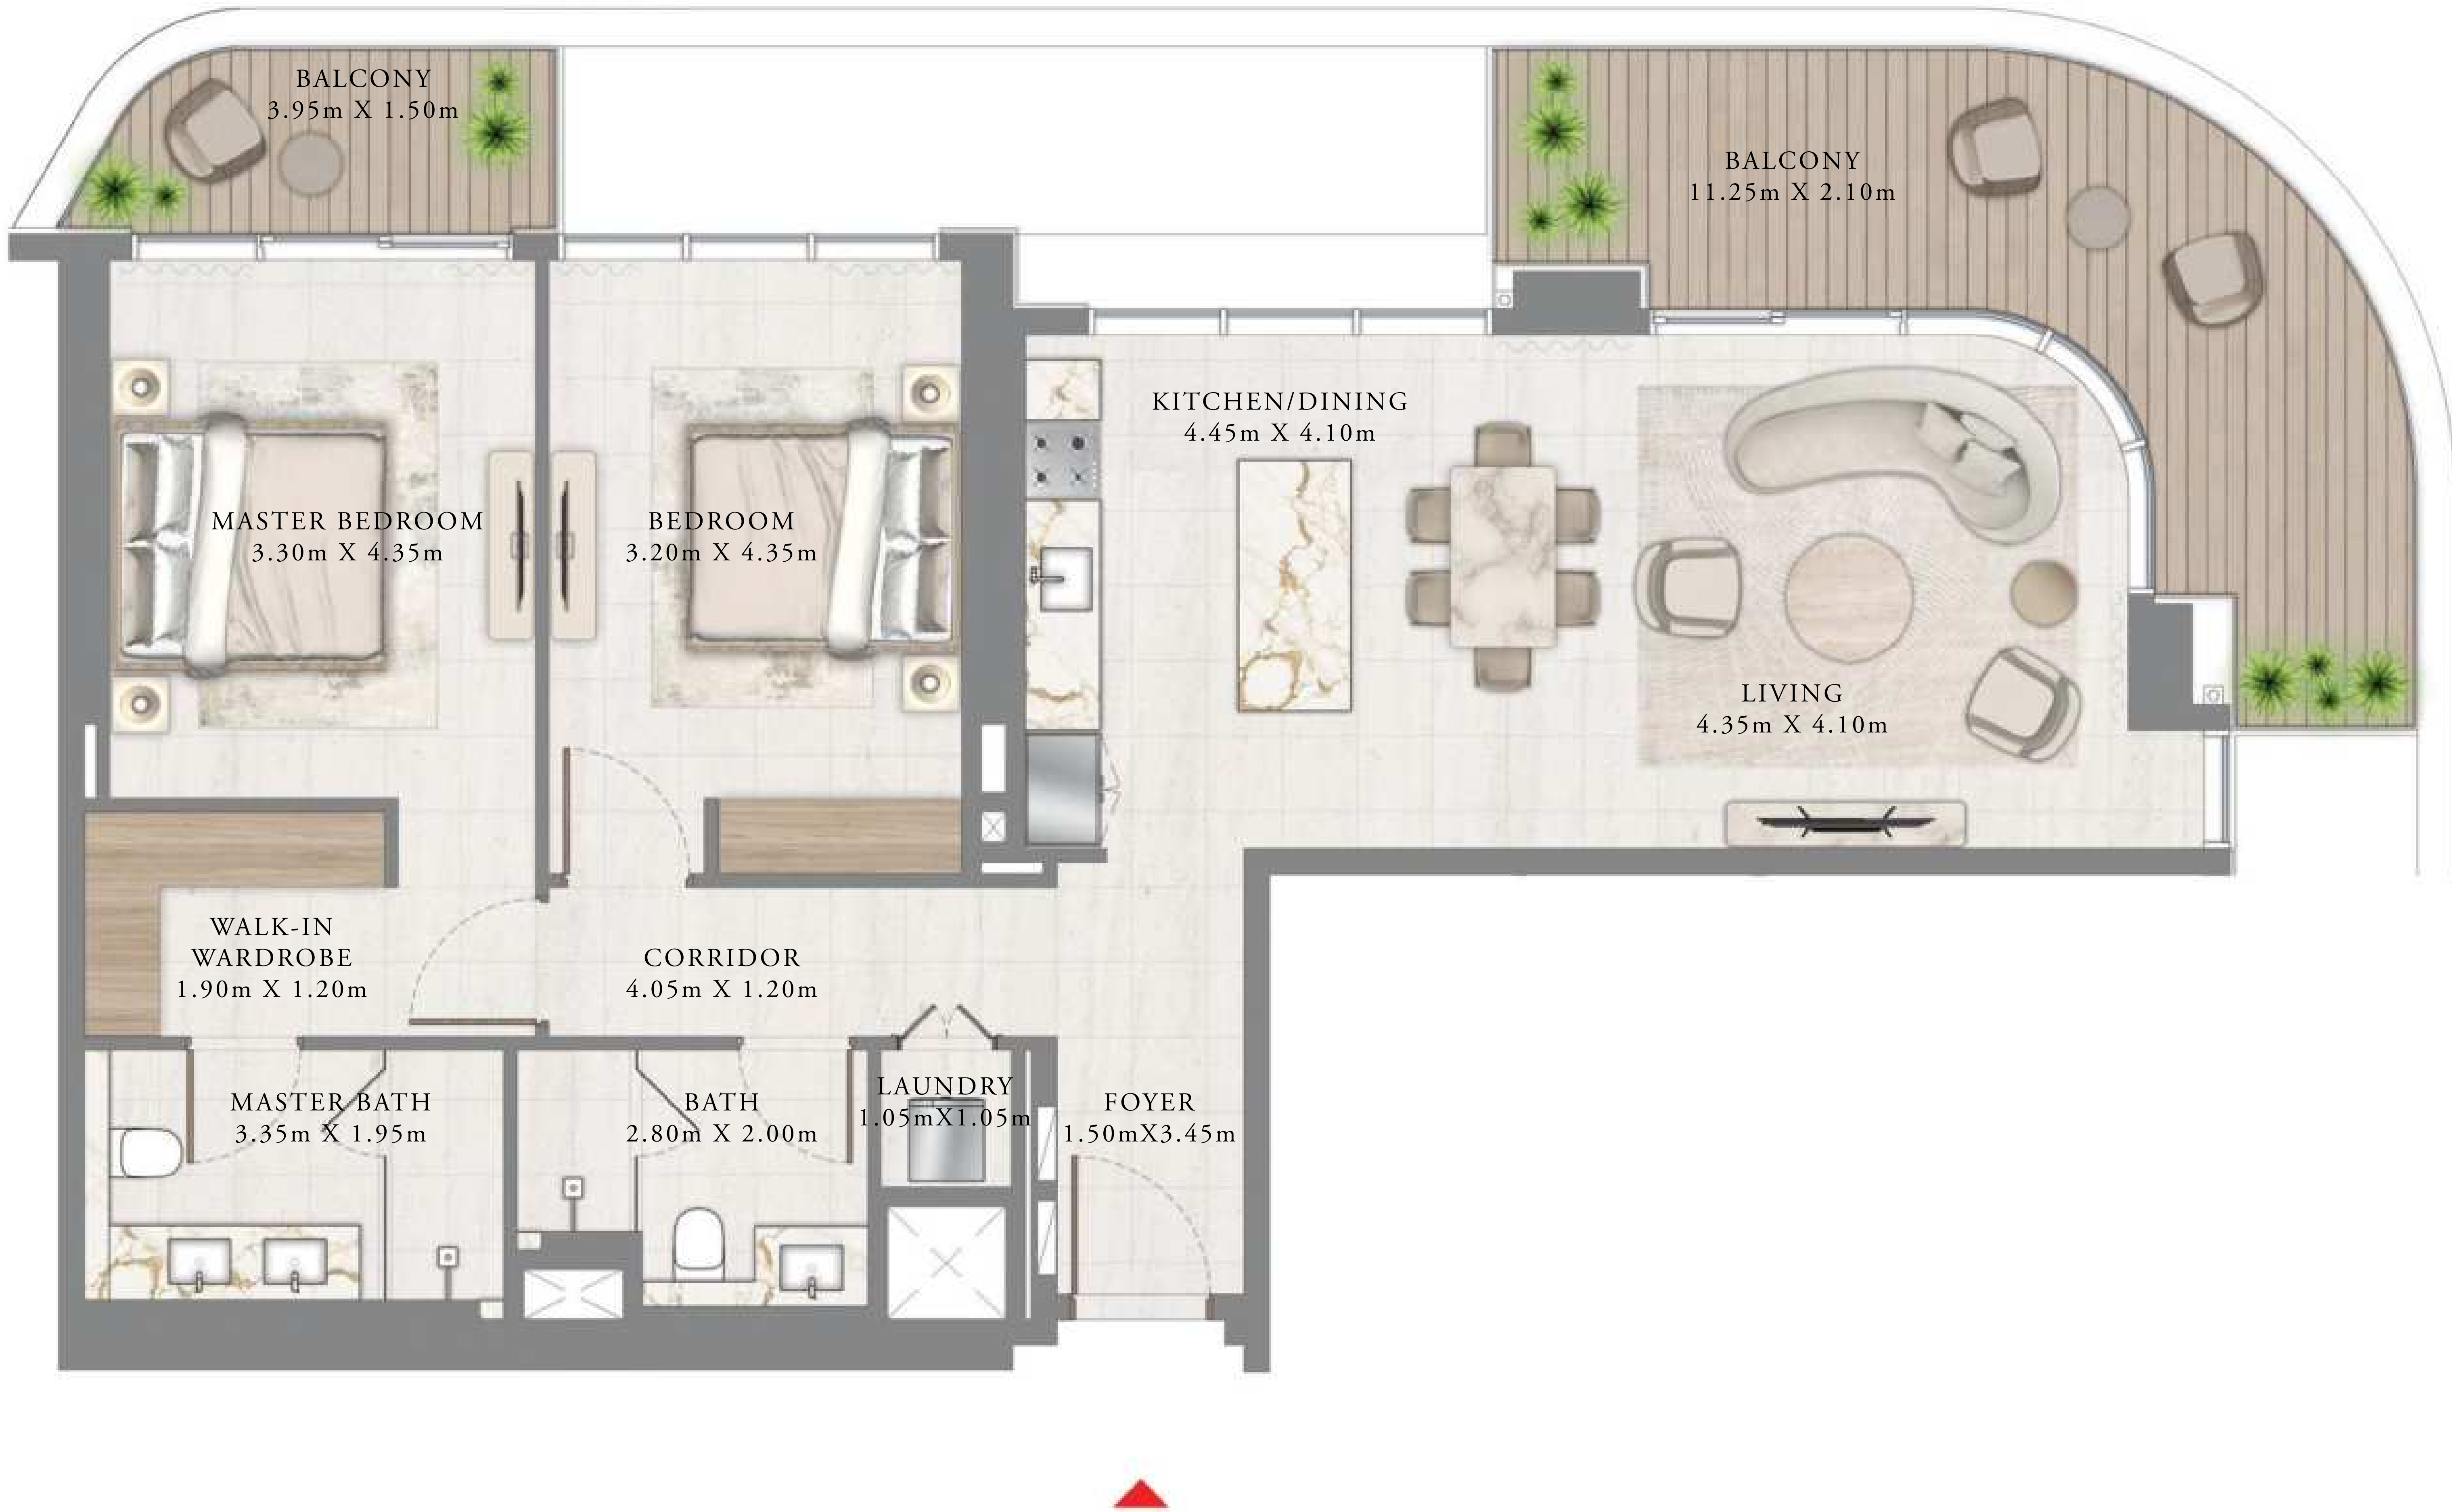 BALCONY
3.95m X 1.50m
BALCONY
11.25m X 2.10m
KITCHEN/DINING
4.45m X 4.10m
MASTER BEDROOM
3.30m X 4.35m
BEDROOM
3.20m X 4.35m
LIVING
4.35m X 4.10m
WALK-IN
WARDROBE
1.90m X 1.20m
CORRIDOR
4.05m X 1.20m
MASTER BATH
3.35m X 1.95m
BATH
2.80m X 2.00m
LAUNDRY
1.05mX1.05m
FOYER
1.50mX3.45m